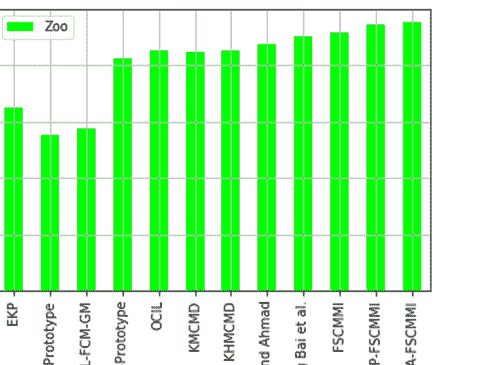 Zoo
EKP
Prototype
L-FCM-GM
Prototype
OCIL
KMCMD
KHMCMD
nd Ahmad
Bai et al.
FSCMMI
P-FSCMMI
A-FSCMMI